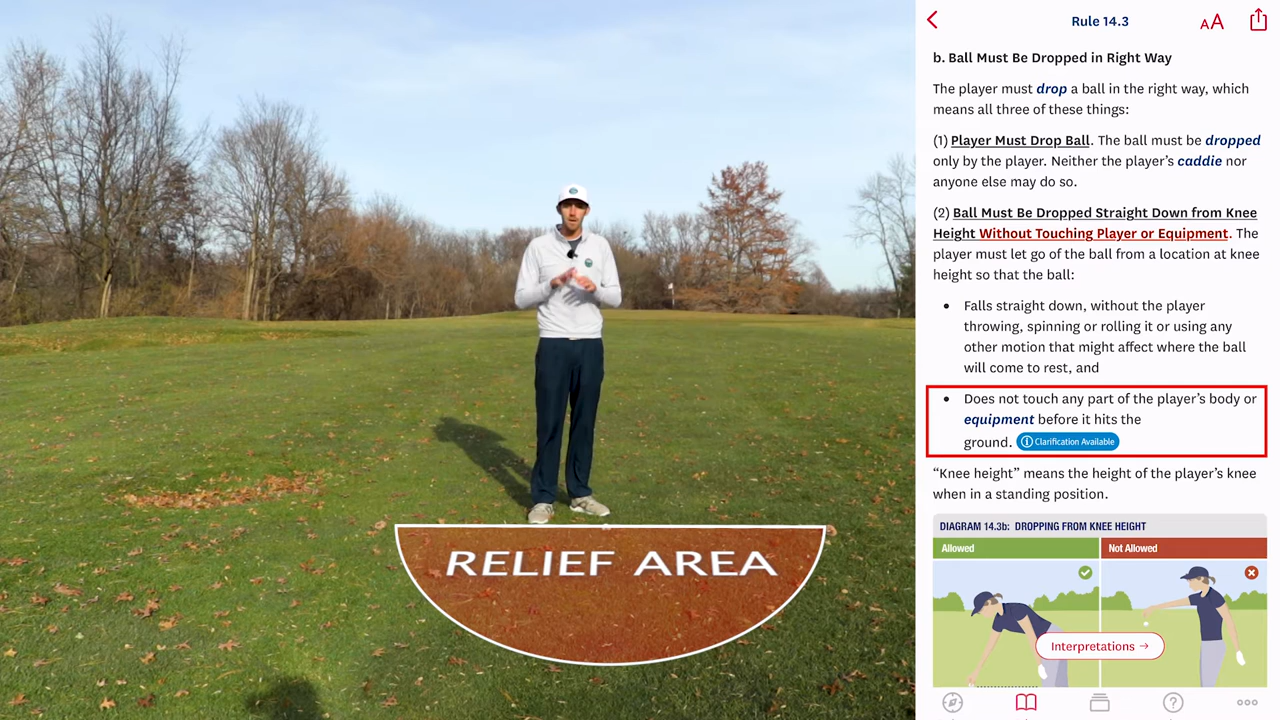 RELIEF AREA
Rule 14.3
AA
b. Ball Must Be Dropped in Right Way
The player must drop a ball in the right way, which
means all three of these things:
(1) Player Must Drop Ball. The ball must be dropped
only by the player. Neither the player’s caddie nor
anyone else may do so.
(2) Ball Must Be Dropped Straight Down from Knee
Height Without Touching Player or Equipment. The
player must let go of the ball from a location at knee
height so that the ball:
• Falls straight down, without the player
throwing, spinning or rolling it or using any
other motion that might affect where the ball
will come to rest, and
• Does not touch any part of the player’s body or
equipment before it hits the
ground. Clarification Available
“Knee height” means the height of the player’s knee
when in a standing position.
DIAGRAM 14.3b: DROPPING FROM KNEE HEIGHT
Allowed
Not Allowed
Interpretations →